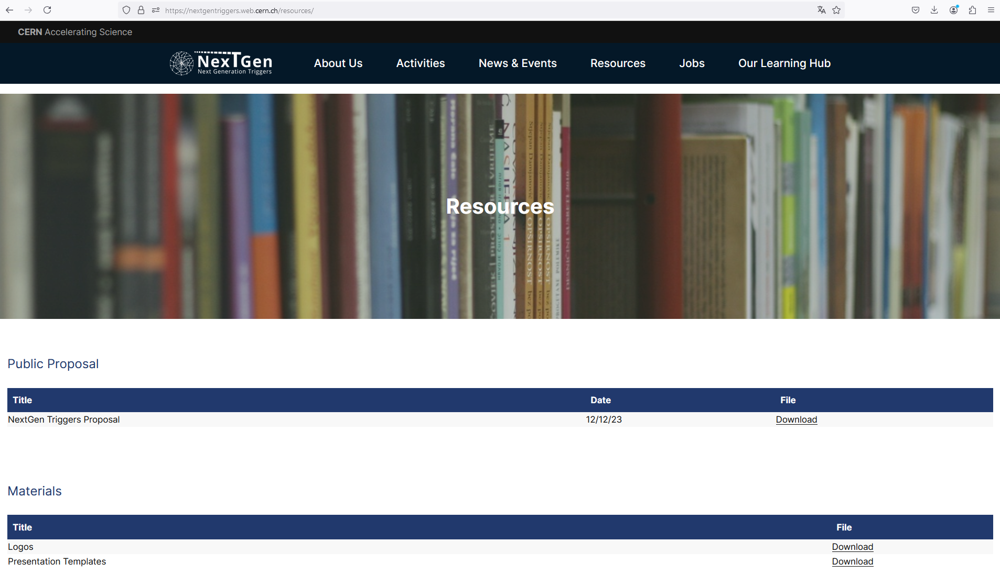 https://nextgentriggers.web.cern.ch/resources/
CERN Accelerating Science
NexTGen
Next Generation Triggers
About Us
Activities
News & Events
Resources
Jobs
Our Learning Hub
Resources
Public Proposal
Title Date File
NextGen Triggers Proposal 12/12/23 Download
Materials
Title File
Logos Download
Presentation Templates Download